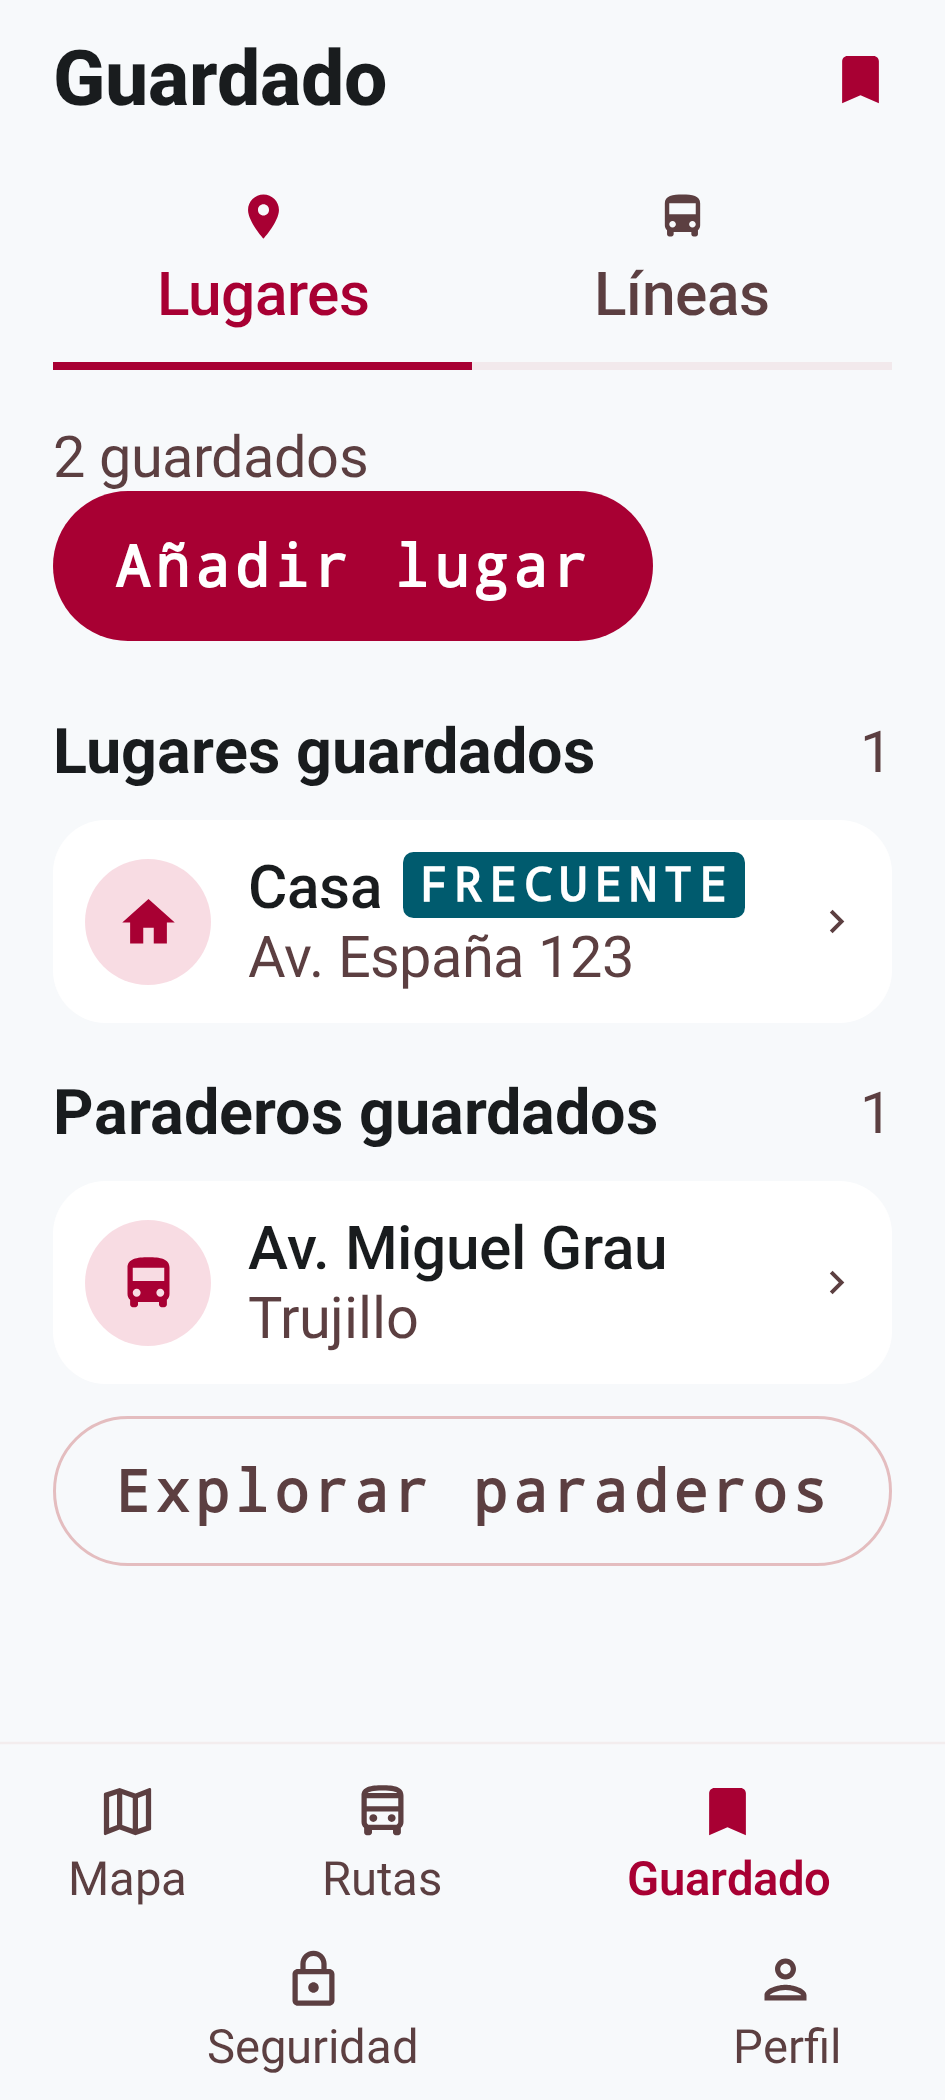 Guardado
Lugares
Líneas
2 guardados
Añadir lugar
Lugares guardados 1
Casa FRECUENTE
Av. España 123
Paraderos guardados 1
Av. Miguel Grau
Trujillo
Explorar paraderos
Mapa
Rutas
Guardado
Seguridad
Perfil